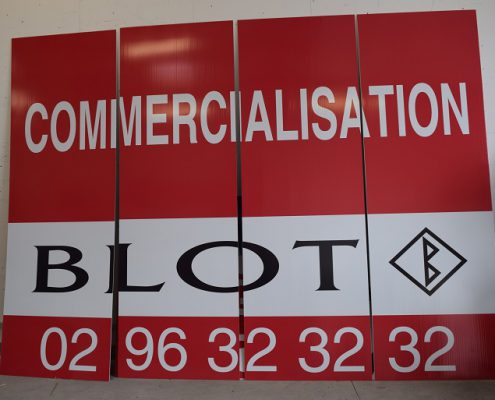 COMMERCIALISATION
BLOT B
02 96 32 32 32